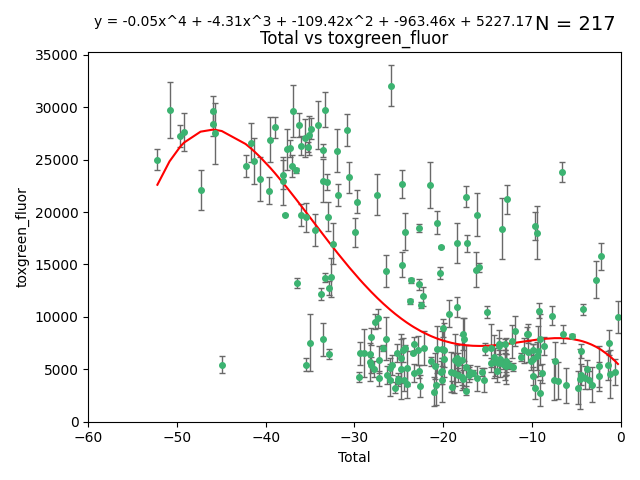 y = -0.05x^4 + -4.31x^3 + -109.42x^2 + -963.46x + 5227.17 N = 217
Total vs toxgreen_fluor
35000
30000
25000
20000
15000
10000
5000
0
toxgreen_fluor
−60 −50 −40 −30 −20 −10 0
Total